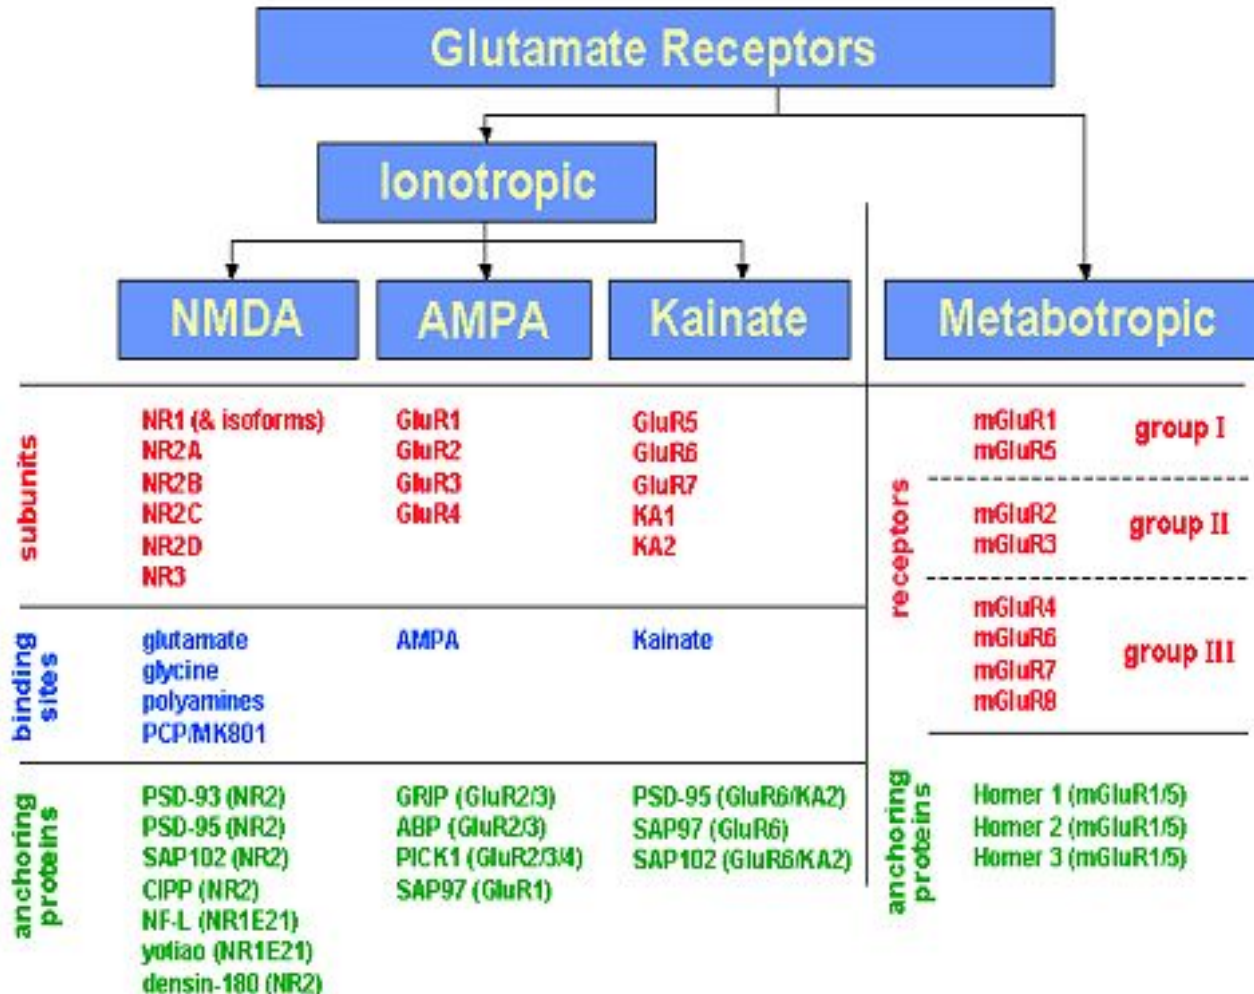 Glutamate Receptors
Ionotropic
NMDA
AMPA
Kainate
Metabotropic
subunits
NR1 (& isoforms)
NR2A
NR2B
NR2C
NR2D
NR3
GluR1
GluR2
GluR3
GluR4
GluR5
GluR6
GluR7
KA1
KA2
binding
sites
glutamate
glycine
polyamines
PCP/MK801
AMPA
Kainate
anchoring
proteins
PSD-93 (NR2)
PSD-95 (NR2)
SAP102 (NR2)
CIPP (NR2)
NF-L (NR1E21)
yotiao (NR1E21)
densin-180 (NR2)
GRIP (GluR2/3)
ABP (GluR2/3)
PICK1 (GluR2/3/4)
SAP97 (GluR1)
PSD-95 (GluR6/KA2)
SAP97 (GluR6)
SAP102 (GluR6/KA2)
receptors
mGluR1
mGluR5
group I
mGluR2
mGluR3
group II
mGluR4
mGluR6
mGluR7
mGluR8
group III
anchoring
proteins
Homer 1 (mGluR1/5)
Homer 2 (mGluR1/5)
Homer 3 (mGluR1/5)